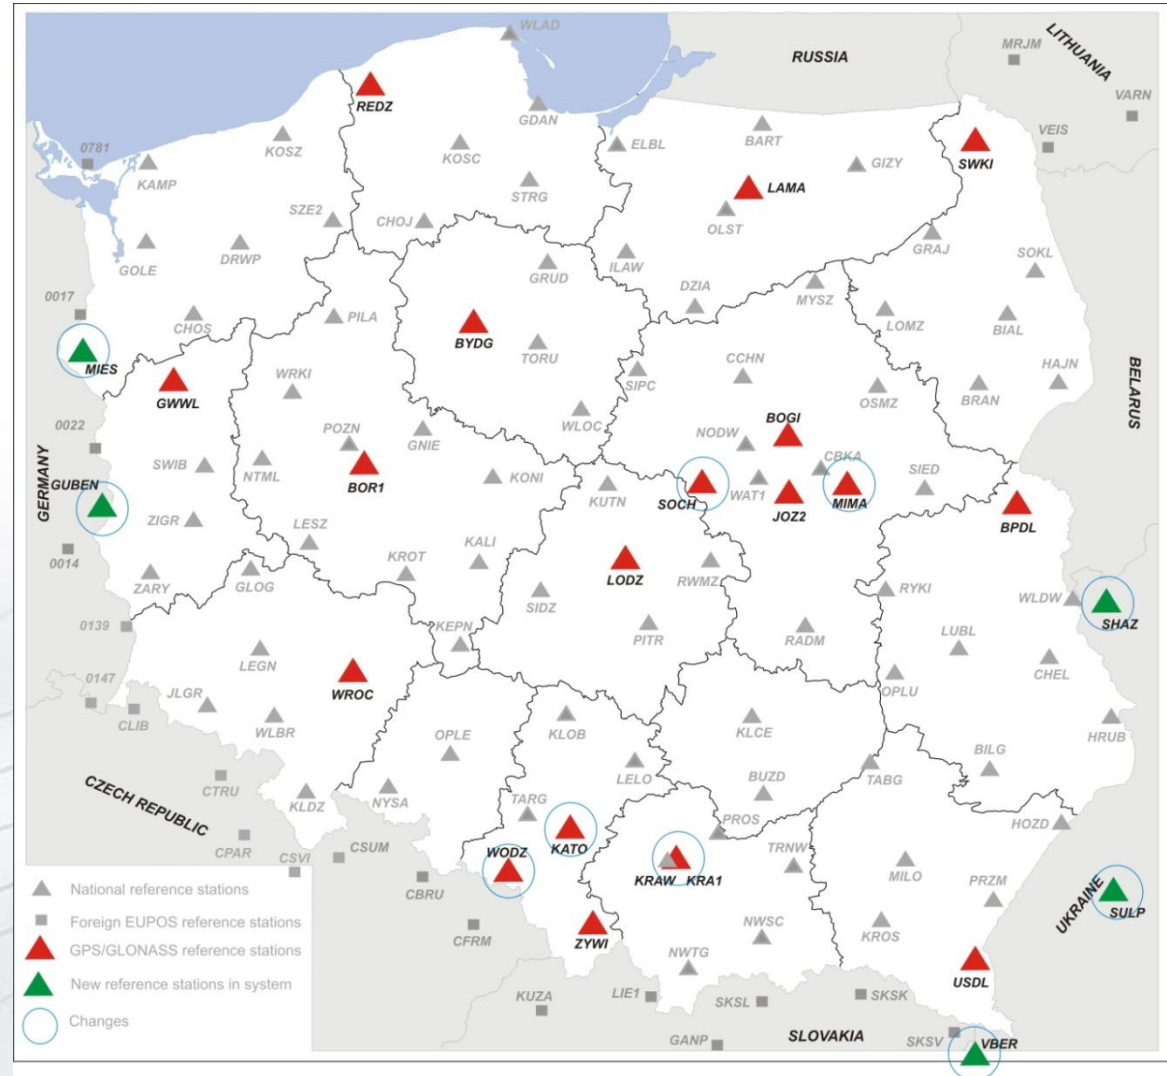 WLAD
RUSSIA
LITHUANIA
MRJM
VARN
VEIS
REDZ
GDAN
KOSZ
KOSC
ELBL
BART
GIZY
SWKI
0781
KAMP
STRG
LAMA
SZE2
CHOJ
OLST
GRAJ
GOLE
DRWP
GRUD
ILAW
SOKL
DZIA
MYSZ
0017
CHOS
PILA
LOMZ
BIAL
BYDG
TORU
MIES
GWWL
WRKI
SIPC
CCHN
OSMZ
BRAN
HAJN
BELARUS
WLOC
BOGI
0022
POZN
GNIE
NODW
CBKA
SWIB
NTML
BOR1
KONI
KUTN
SOCH
WAT1
JOZ2
MIMA
SIED
GERMANY
GUBEN
ZIGR
BPDL
LESZ
KALI
0014
ZARY
GLOG
KROT
LODZ
RWMZ
SIDZ
RYKI
WLDW
SHAZ
0139
KEPN
PITR
RADM
LUBL
LEGN
CHEL
WROC
OPLU
0147
JLGR
CLIB
WLBR
KLOB
KLCE
HRUB
OPLE
BILG
LELO
TABG
CTRU
KLDZ
NYSA
BUZD
CZECH REPUBLIC
TARG
HOZD
CPAR
KATO
PROS
CSVI
CSUM
WODZ
KRAW
KRA1
TRNW
MILO
PRZM
UKRAINE
SULP
CBRU
CFRM
ZYWI
NWSC
KROS
NWTG
USDL
KUZA
LIE1
SKSL
SKSK
GANP
SLOVAKIA
SKSV
VBER
National reference stations
Foreign EUPOS reference stations
GPS/GLONASS reference stations
New reference stations in system
Changes